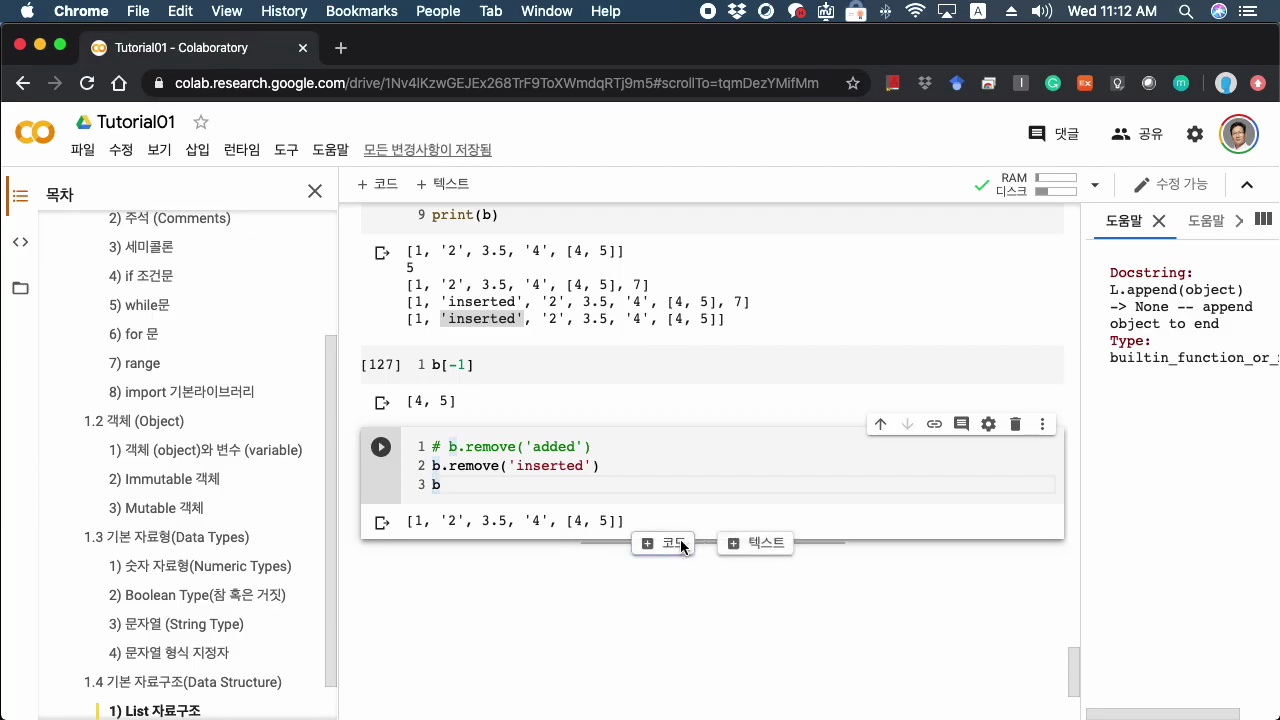 Chrome File Edit View History Bookmarks People Tab Window Help
A
Wed 11:12 AM
Tutorial01 - Colaboratory
colab.research.google.com/drive/1Nv4lKzwGEJEx268TrF9ToXWmdqRTj9m5#scrollTo=tqmDezYMifMm
Tutorial01
댓글 공유
파일 수정 보기 삽입 런타임 도구 도움말 모든 변경사항이 저장됨
목차
+ 코드 + 텍스트
RAM
디스크
수정 가능
2) 주석 (Comments)
3) 세미콜론
4) if 조건문
5) while문
6) for 문
7) range
8) import 기본라이브러리
1.2 객체 (Object)
1) 객체 (object)와 변수 (variable)
2) Immutable 객체
3) Mutable 객체
1.3 기본 자료형(Data Types)
1) 숫자 자료형(Numeric Types)
2) Boolean Type(참 혹은 거짓)
3) 문자열 (String Type)
4) 문자열 형식 지정자
1.4 기본 자료구조(Data Structure)
1) List 자료구조
9 print(b)
[1, '2', 3.5, '4', [4, 5]]
5
[1, '2', 3.5, '4', [4, 5], 7]
[1, 'inserted', '2', 3.5, '4', [4, 5], 7]
[1, 'inserted', '2', 3.5, '4', [4, 5]]
[127] 1 b[-1]
[4, 5]
1 # b.remove('added')
2 b.remove('inserted')
3 b
[1, '2', 3.5, '4', [4, 5]]
코드 텍스트
도움말 도움말
Docstring:
L.append(object)
-> None -- append
object to end
Type:
builtin_function_or_